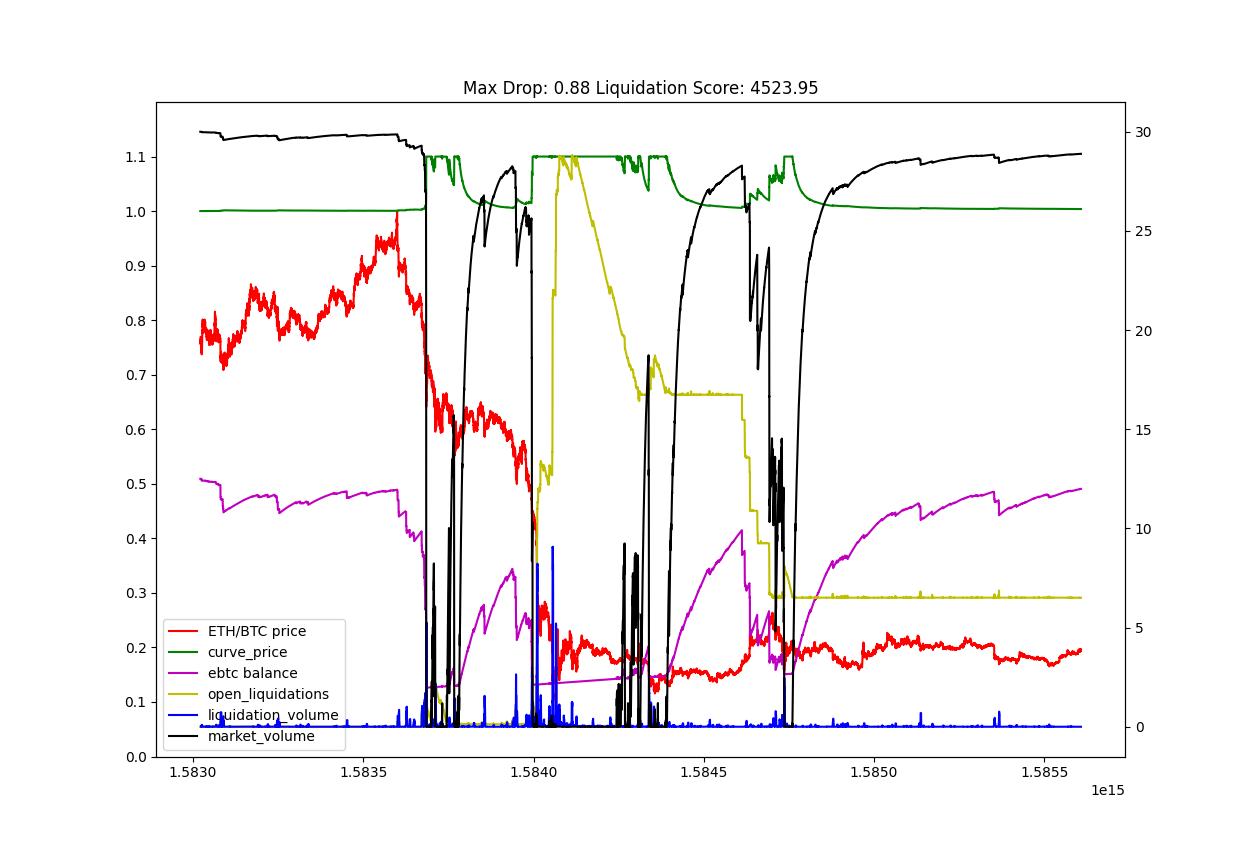 Max Drop: 0.88 Liquidation Score: 4523.95
1.1
1.0
0.9
0.8
0.7
0.6
0.5
0.4
0.3
0.2
0.1
0.0
30
25
20
15
10
5
0
ETH/BTC price
curve_price
ebtc balance
open_liquidations
liquidation_volume
market_volume
1.5830 1.5835 1.5840 1.5845 1.5850 1.5855
1e15